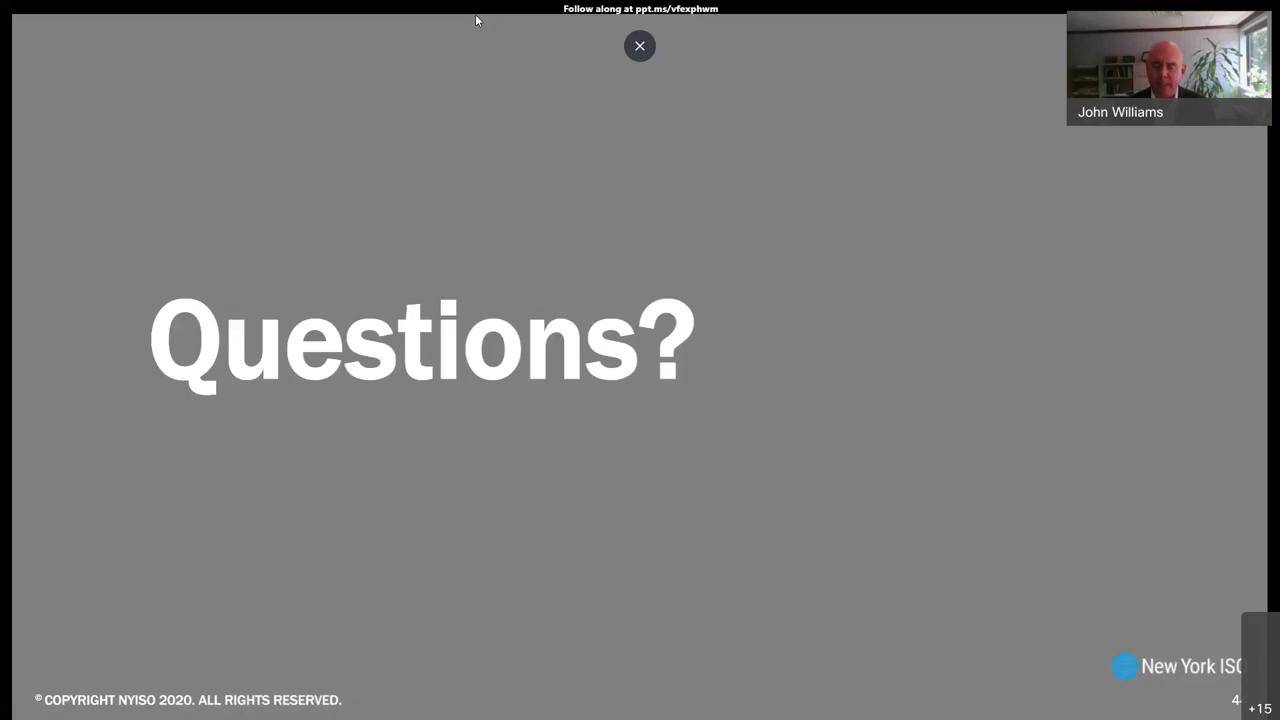 Follow along at ppt.ms/vfexphwm
John Williams
Questions?
New York ISO
© COPYRIGHT NYISO 2020. ALL RIGHTS RESERVED.
+15